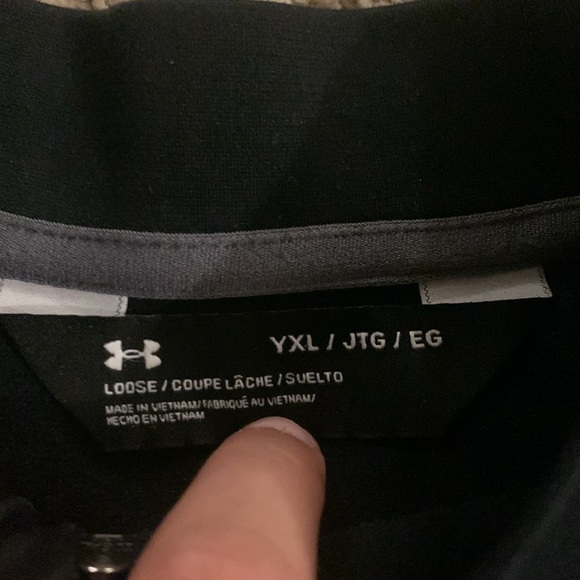 YXL / JTG / EG
LOOSE / COUPE LÂCHE / SUELTO
MADE IN VIETNAM / FABRIQUÉ AU VIETNAM /
HECHO EN VIETNAM